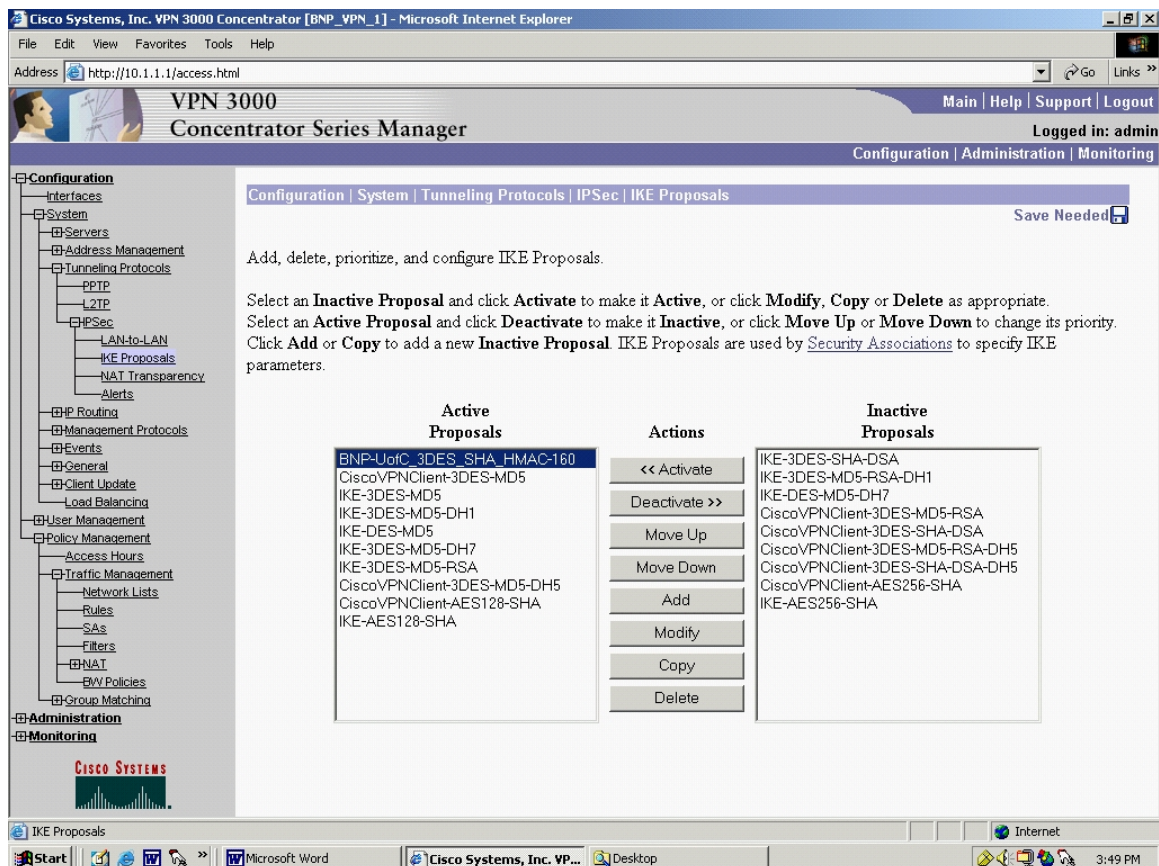 Cisco Systems, Inc. VPN 3000 Concentrator [BNP_VPN_1] - Microsoft Internet Explorer
File Edit View Favorites Tools Help
Address http://10.1.1.1/access.html Go Links »
VPN 3000
Concentrator Series Manager
Main | Help | Support | Logout
Logged in: admin
Configuration | Administration | Monitoring
Configuration
Interfaces
System
Servers
Address Management
Tunneling Protocols
PPTP
L2TP
IPSec
LAN-to-LAN
IKE Proposals
NAT Transparency
Alerts
IP Routing
Management Protocols
Events
General
Client Update
Load Balancing
User Management
Policy Management
Access Hours
Traffic Management
Network Lists
Rules
SAs
Filters
NAT
BW Policies
Group Matching
Administration
Monitoring
CISCO SYSTEMS
Configuration | System | Tunneling Protocols | IPSec | IKE Proposals
Save Needed
Add, delete, prioritize, and configure IKE Proposals.
Select an Inactive Proposal and click Activate to make it Active, or click Modify, Copy or Delete as appropriate.
Select an Active Proposal and click Deactivate to make it Inactive, or click Move Up or Move Down to change its priority.
Click Add or Copy to add a new Inactive Proposal. IKE Proposals are used by Security Associations to specify IKE
parameters.
Active
Proposals
BNP-UofC_3DES_SHA_HMAC-160
CiscoVPNClient-3DES-MD5
IKE-3DES-MD5
IKE-3DES-MD5-DH1
IKE-DES-MD5
IKE-3DES-MD5-DH7
IKE-3DES-MD5-RSA
CiscoVPNClient-3DES-MD5-DH5
CiscoVPNClient-AES128-SHA
IKE-AES128-SHA
Actions
<< Activate
Deactivate >>
Move Up
Move Down
Add
Modify
Copy
Delete
Inactive
Proposals
IKE-3DES-SHA-DSA
IKE-3DES-MD5-RSA-DH1
IKE-DES-MD5-DH7
CiscoVPNClient-3DES-MD5-RSA
CiscoVPNClient-3DES-SHA-DSA
CiscoVPNClient-3DES-MD5-RSA-DH5
CiscoVPNClient-3DES-SHA-DSA-DH5
CiscoVPNClient-AES256-SHA
IKE-AES256-SHA
IKE Proposals
Internet
Start » Microsoft Word Cisco Systems, Inc. VP... Desktop 3:49 PM